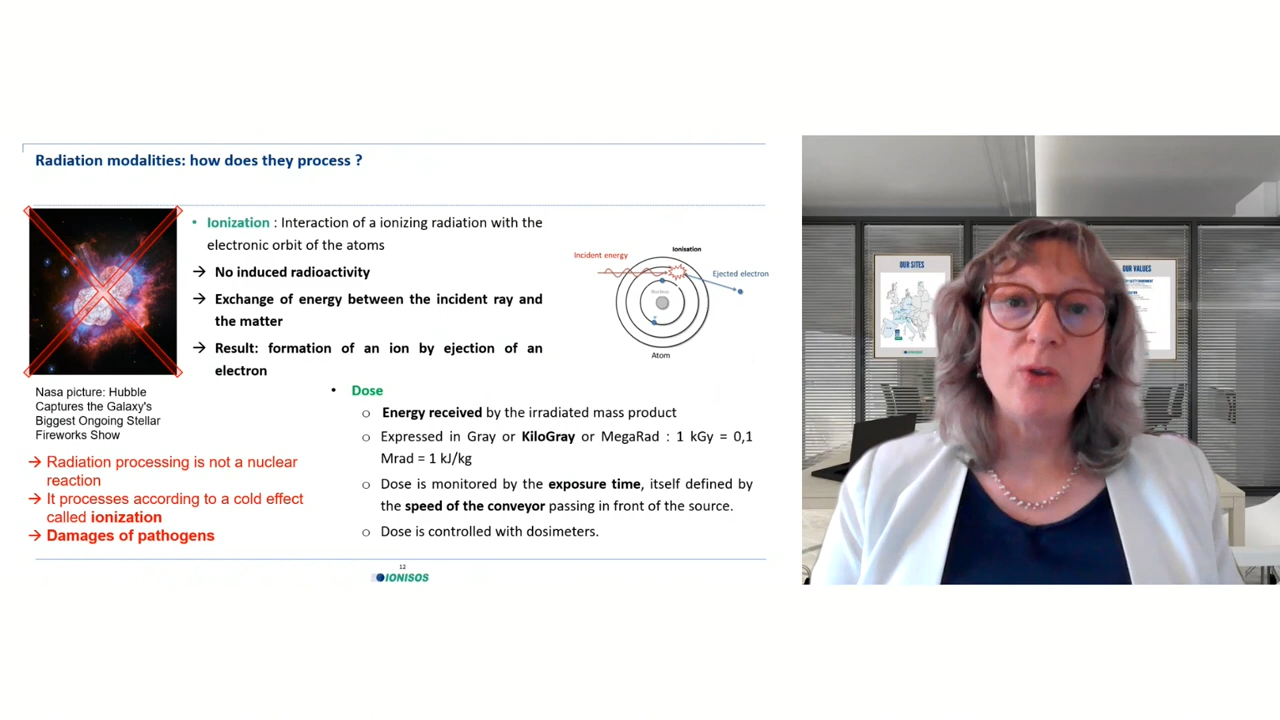 Radiation modalities: how does they process ?
• Ionization : Interaction of a ionizing radiation with the
electronic orbit of the atoms
→ No induced radioactivity
→ Exchange of energy between the incident ray and
the matter
→ Result: formation of an ion by ejection of an
electron
Ionisation
Incident energy
Ejected electron
Nucleus
Atom
Nasa picture: Hubble
Captures the Galaxy's
Biggest Ongoing Stellar
Fireworks Show
→ Radiation processing is not a nuclear
reaction
→ It processes according to a cold effect
called ionization
→ Damages of pathogens
• Dose
o Energy received by the irradiated mass product
o Expressed in Gray or KiloGray or MegaRad : 1 kGy = 0,1
Mrad = 1 kJ/kg
o Dose is monitored by the exposure time, itself defined by
the speed of the conveyor passing in front of the source.
o Dose is controlled with dosimeters.
12
IONISOS
OUR SITES
OUR VALUES